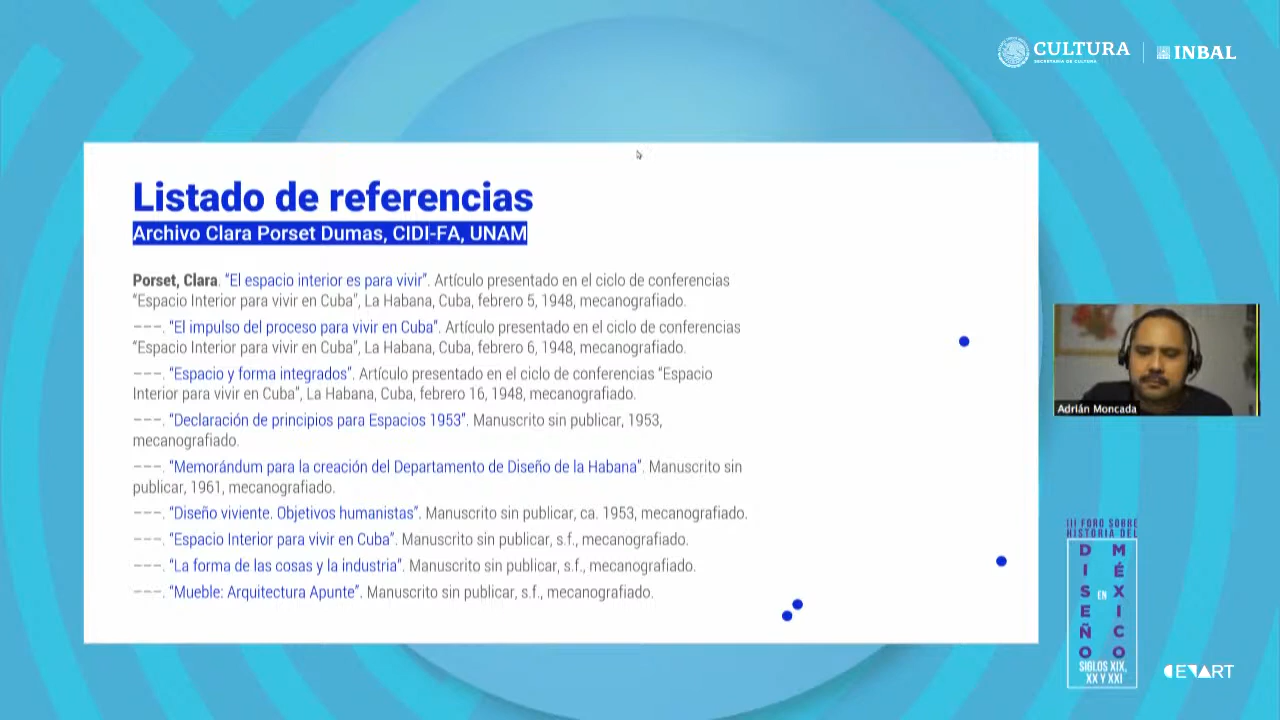 CULTURA
SECRETARÍA DE CULTURA
INBAL
Listado de referencias
Archivo Clara Porset Dumas, CIDI-FA, UNAM
Porset, Clara. “El espacio interior es para vivir”. Artículo presentado en el ciclo de conferencias
“Espacio Interior para vivir en Cuba”, La Habana, Cuba, febrero 5, 1948, mecanografiado.
———. “El impulso del proceso para vivir en Cuba”. Artículo presentado en el ciclo de conferencias
“Espacio Interior para vivir en Cuba”, La Habana, Cuba, febrero 6, 1948, mecanografiado.
———. “Espacio y forma integrados”. Artículo presentado en el ciclo de conferencias “Espacio
Interior para vivir en Cuba”, La Habana, Cuba, febrero 16, 1948, mecanografiado.
———. “Declaración de principios para Espacios 1953”. Manuscrito sin publicar, 1953,
mecanografiado.
———. “Memorándum para la creación del Departamento de Diseño de la Habana”. Manuscrito sin
publicar, 1961, mecanografiado.
———. “Diseño viviente. Objetivos humanistas”. Manuscrito sin publicar, ca. 1953, mecanografiado.
———. “Espacio Interior para vivir en Cuba”. Manuscrito sin publicar, s.f., mecanografiado.
———. “La forma de las cosas y la industria”. Manuscrito sin publicar, s.f., mecanografiado.
———. “Mueble: Arquitectura Apunte”. Manuscrito sin publicar, s.f., mecanografiado.
Adrián Moncada
III FORO SOBRE
HISTORIA DEL
DISEÑO
EN
MÉXICO
SIGLOS XIX,
XX Y XXI
CENART